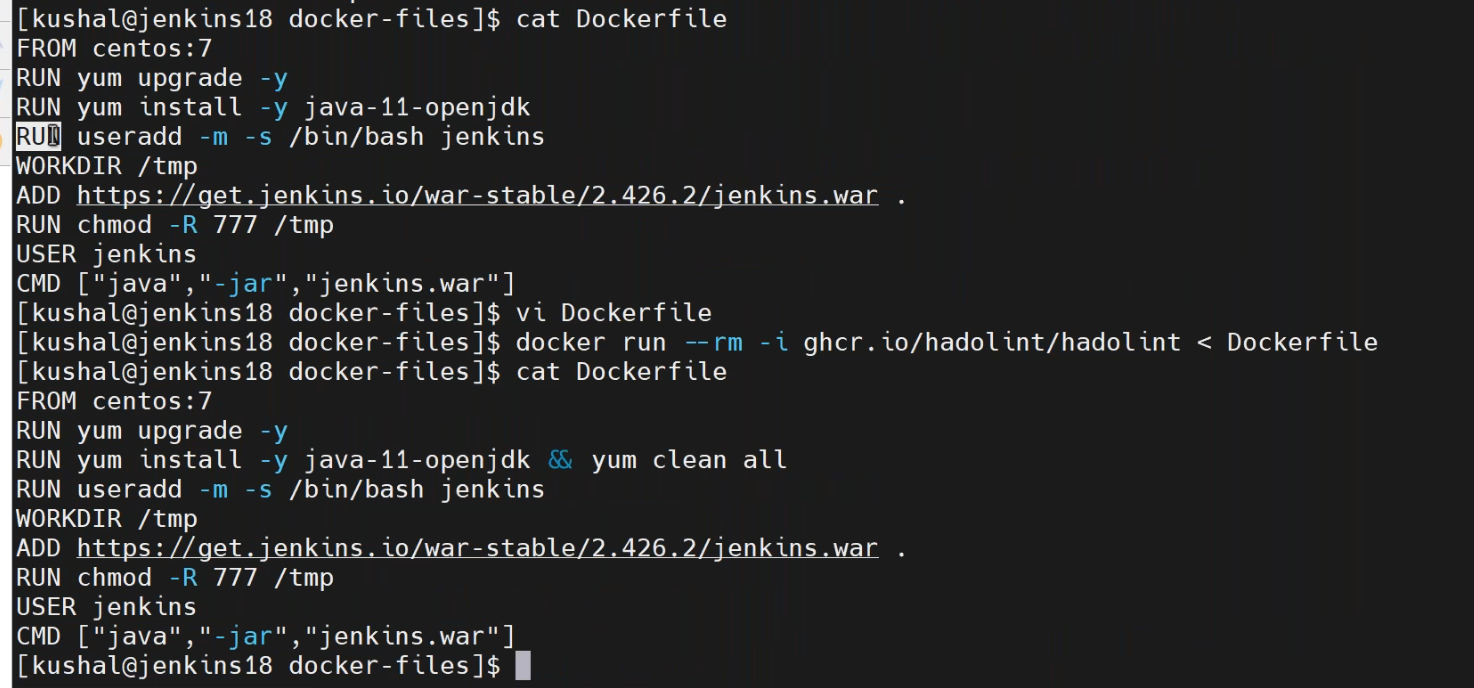 [kushal@jenkins18 docker-files]$ cat Dockerfile
FROM centos:7
RUN yum upgrade -y
RUN yum install -y java-11-openjdk
RUN useradd -m -s /bin/bash jenkins
WORKDIR /tmp
ADD https://get.jenkins.io/war-stable/2.426.2/jenkins.war .
RUN chmod -R 777 /tmp
USER jenkins
CMD ["java","-jar","jenkins.war"]
[kushal@jenkins18 docker-files]$ vi Dockerfile
[kushal@jenkins18 docker-files]$ docker run --rm -i ghcr.io/hadolint/hadolint < Dockerfile
[kushal@jenkins18 docker-files]$ cat Dockerfile
FROM centos:7
RUN yum upgrade -y
RUN yum install -y java-11-openjdk && yum clean all
RUN useradd -m -s /bin/bash jenkins
WORKDIR /tmp
ADD https://get.jenkins.io/war-stable/2.426.2/jenkins.war .
RUN chmod -R 777 /tmp
USER jenkins
CMD ["java","-jar","jenkins.war"]
[kushal@jenkins18 docker-files]$